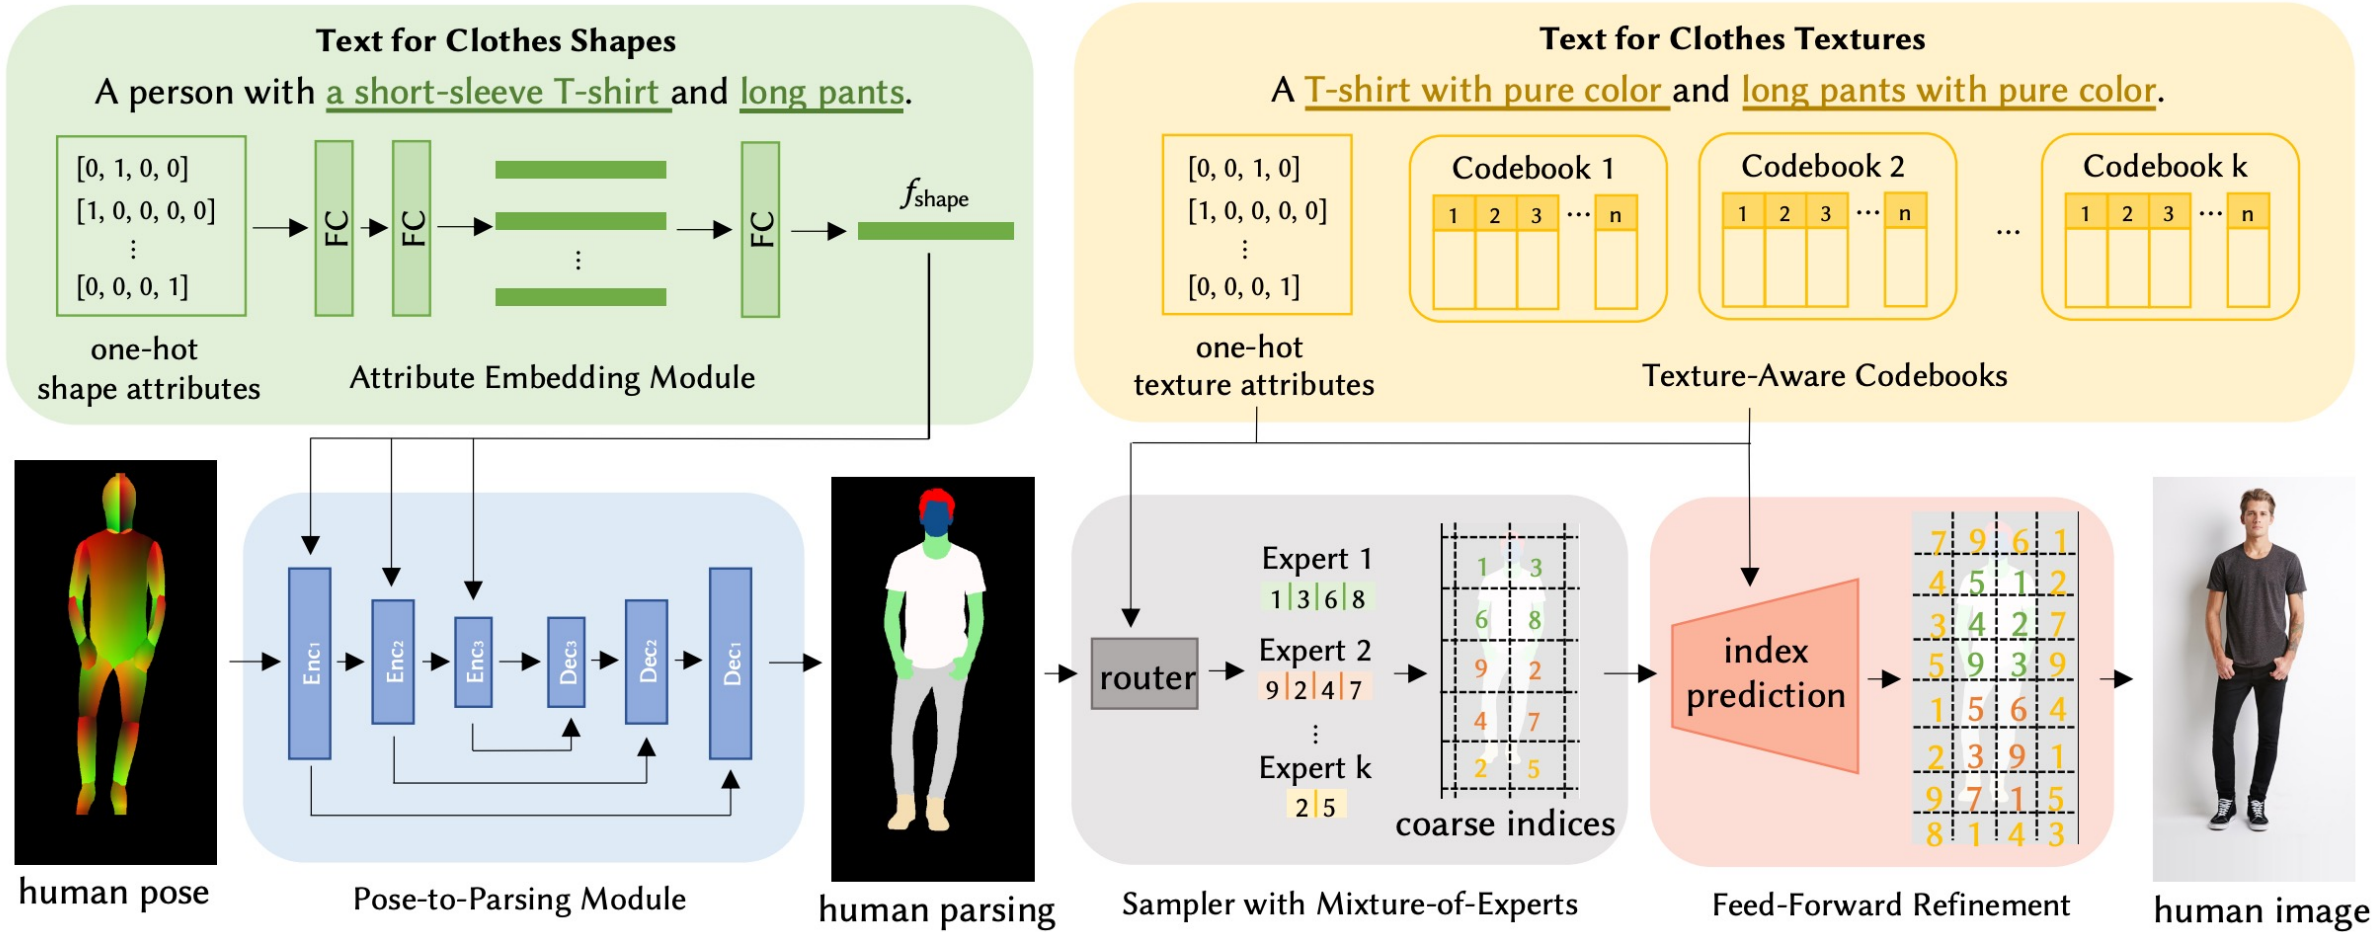 Text for Clothes Shapes
A person with a short-sleeve T-shirt and long pants.
[0, 1, 0, 0]
[1, 0, 0, 0, 0]
⋮
[0, 0, 0, 1]
one-hot
shape attributes
FC
FC
⋮
FC
fshape
Attribute Embedding Module
Text for Clothes Textures
A T-shirt with pure color and long pants with pure color.
[0, 0, 1, 0]
[1, 0, 0, 0, 0]
⋮
[0, 0, 0, 1]
one-hot
texture attributes
Codebook 1
1 2 3 ... n
Codebook 2
1 2 3 ... n
...
Codebook k
1 2 3 ... n
Texture-Aware Codebooks
human pose
Enc1
Enc2
Enc3
Dec3
Dec2
Dec1
Pose-to-Parsing Module
human parsing
router
Expert 1
1|3|6|8
Expert 2
9|2|4|7
⋮
Expert k
2|5
1 3
6 8
9 2
4 7
2 5
coarse indices
Sampler with Mixture-of-Experts
index
prediction
7 9 6 1
4 5 1 2
3 4 2 7
5 9 3 9
1 5 6 4
2 3 9 1
9 7 1 5
8 1 4 3
Feed-Forward Refinement
human image